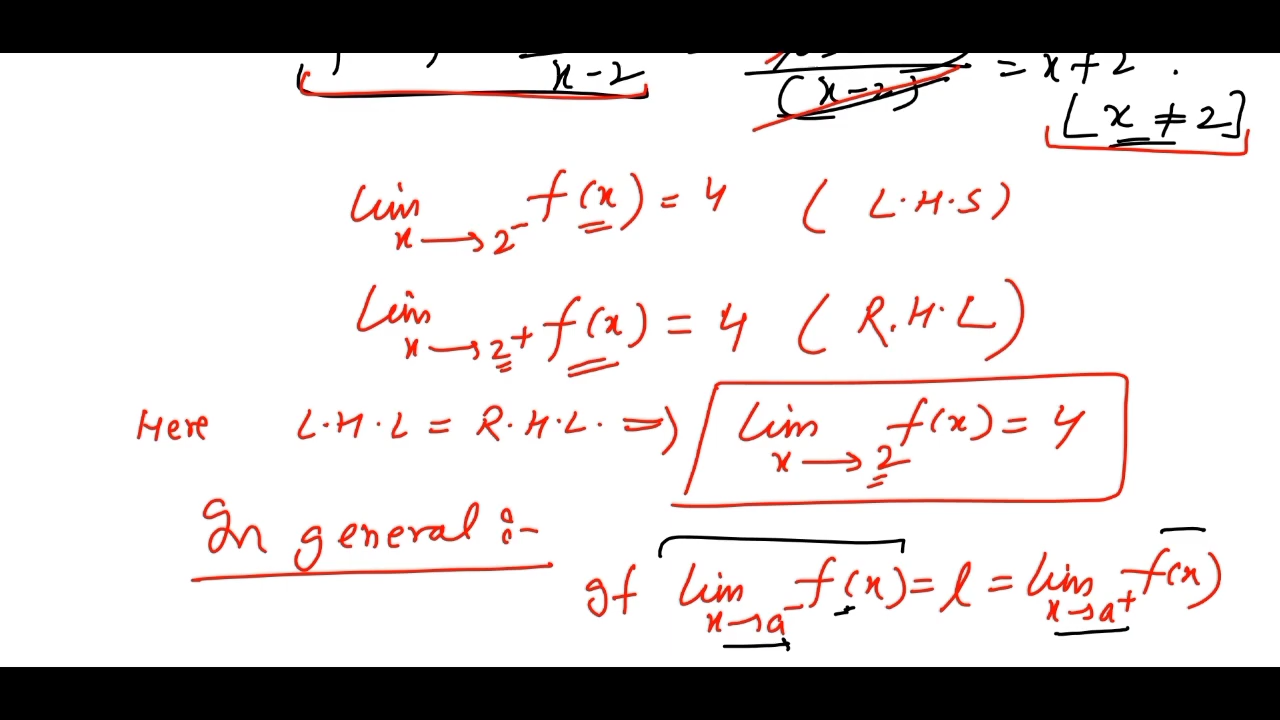 x-2 (x-2) = x+2 .
[x ≠ 2]
lim x→2⁻ f(x) = 4 ( L.H.S)
lim x→2⁺ f(x) = 4 ( R.H.L)
Here L.H.L = R.H.L. ⇒ lim x→2 f(x) = 4
In general :-
If lim x→a⁻ f(x) = l = lim x→a⁺ f(x)